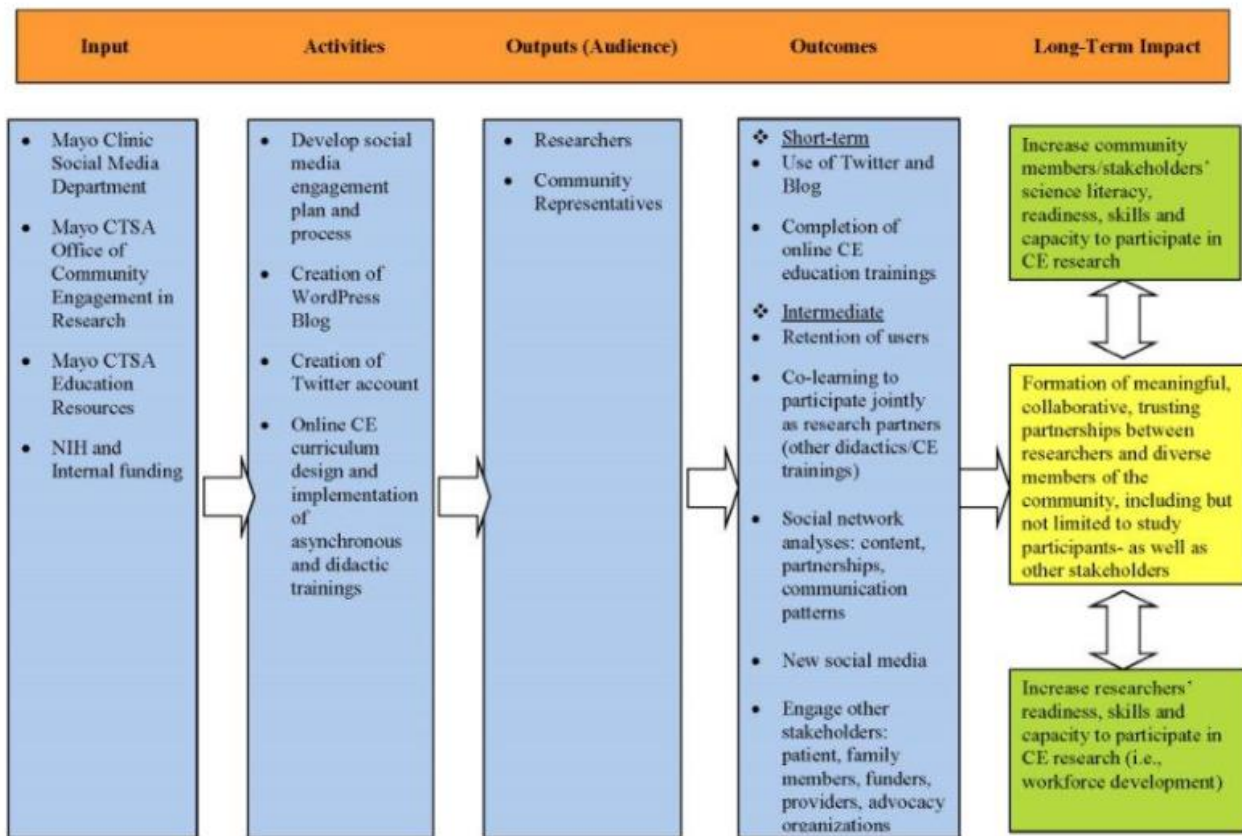 Input Activities Outputs (Audience) Outcomes Long-Term Impact
• Mayo Clinic
Social Media
Department
• Mayo CTSA
Office of
Community
Engagement in
Research
• Mayo CTSA
Education
Resources
• NIH and
Internal funding
• Develop social
media
engagement
plan and
process
• Creation of
WordPress
Blog
• Creation of
Twitter account
• Online CE
curriculum
design and
implementation
of
asynchronous
and didactic
trainings
• Researchers
• Community
Representatives
❖ Short-term
• Use of Twitter and
Blog
• Completion of
online CE
education trainings
❖ Intermediate
• Retention of users
• Co-learning to
participate jointly
as research partners
(other didactics/CE
trainings)
• Social network
analyses: content,
partnerships,
communication
patterns
• New social media
• Engage other
stakeholders:
patient, family
members, funders,
providers, advocacy
organizations
Increase community
members/stakeholders'
science literacy,
readiness, skills and
capacity to participate in
CE research
Formation of meaningful,
collaborative, trusting
partnerships between
researchers and diverse
members of the
community, including but
not limited to study
participants- as well as
other stakeholders
Increase researchers'
readiness, skills and
capacity to participate in
CE research (i.e.,
workforce development)